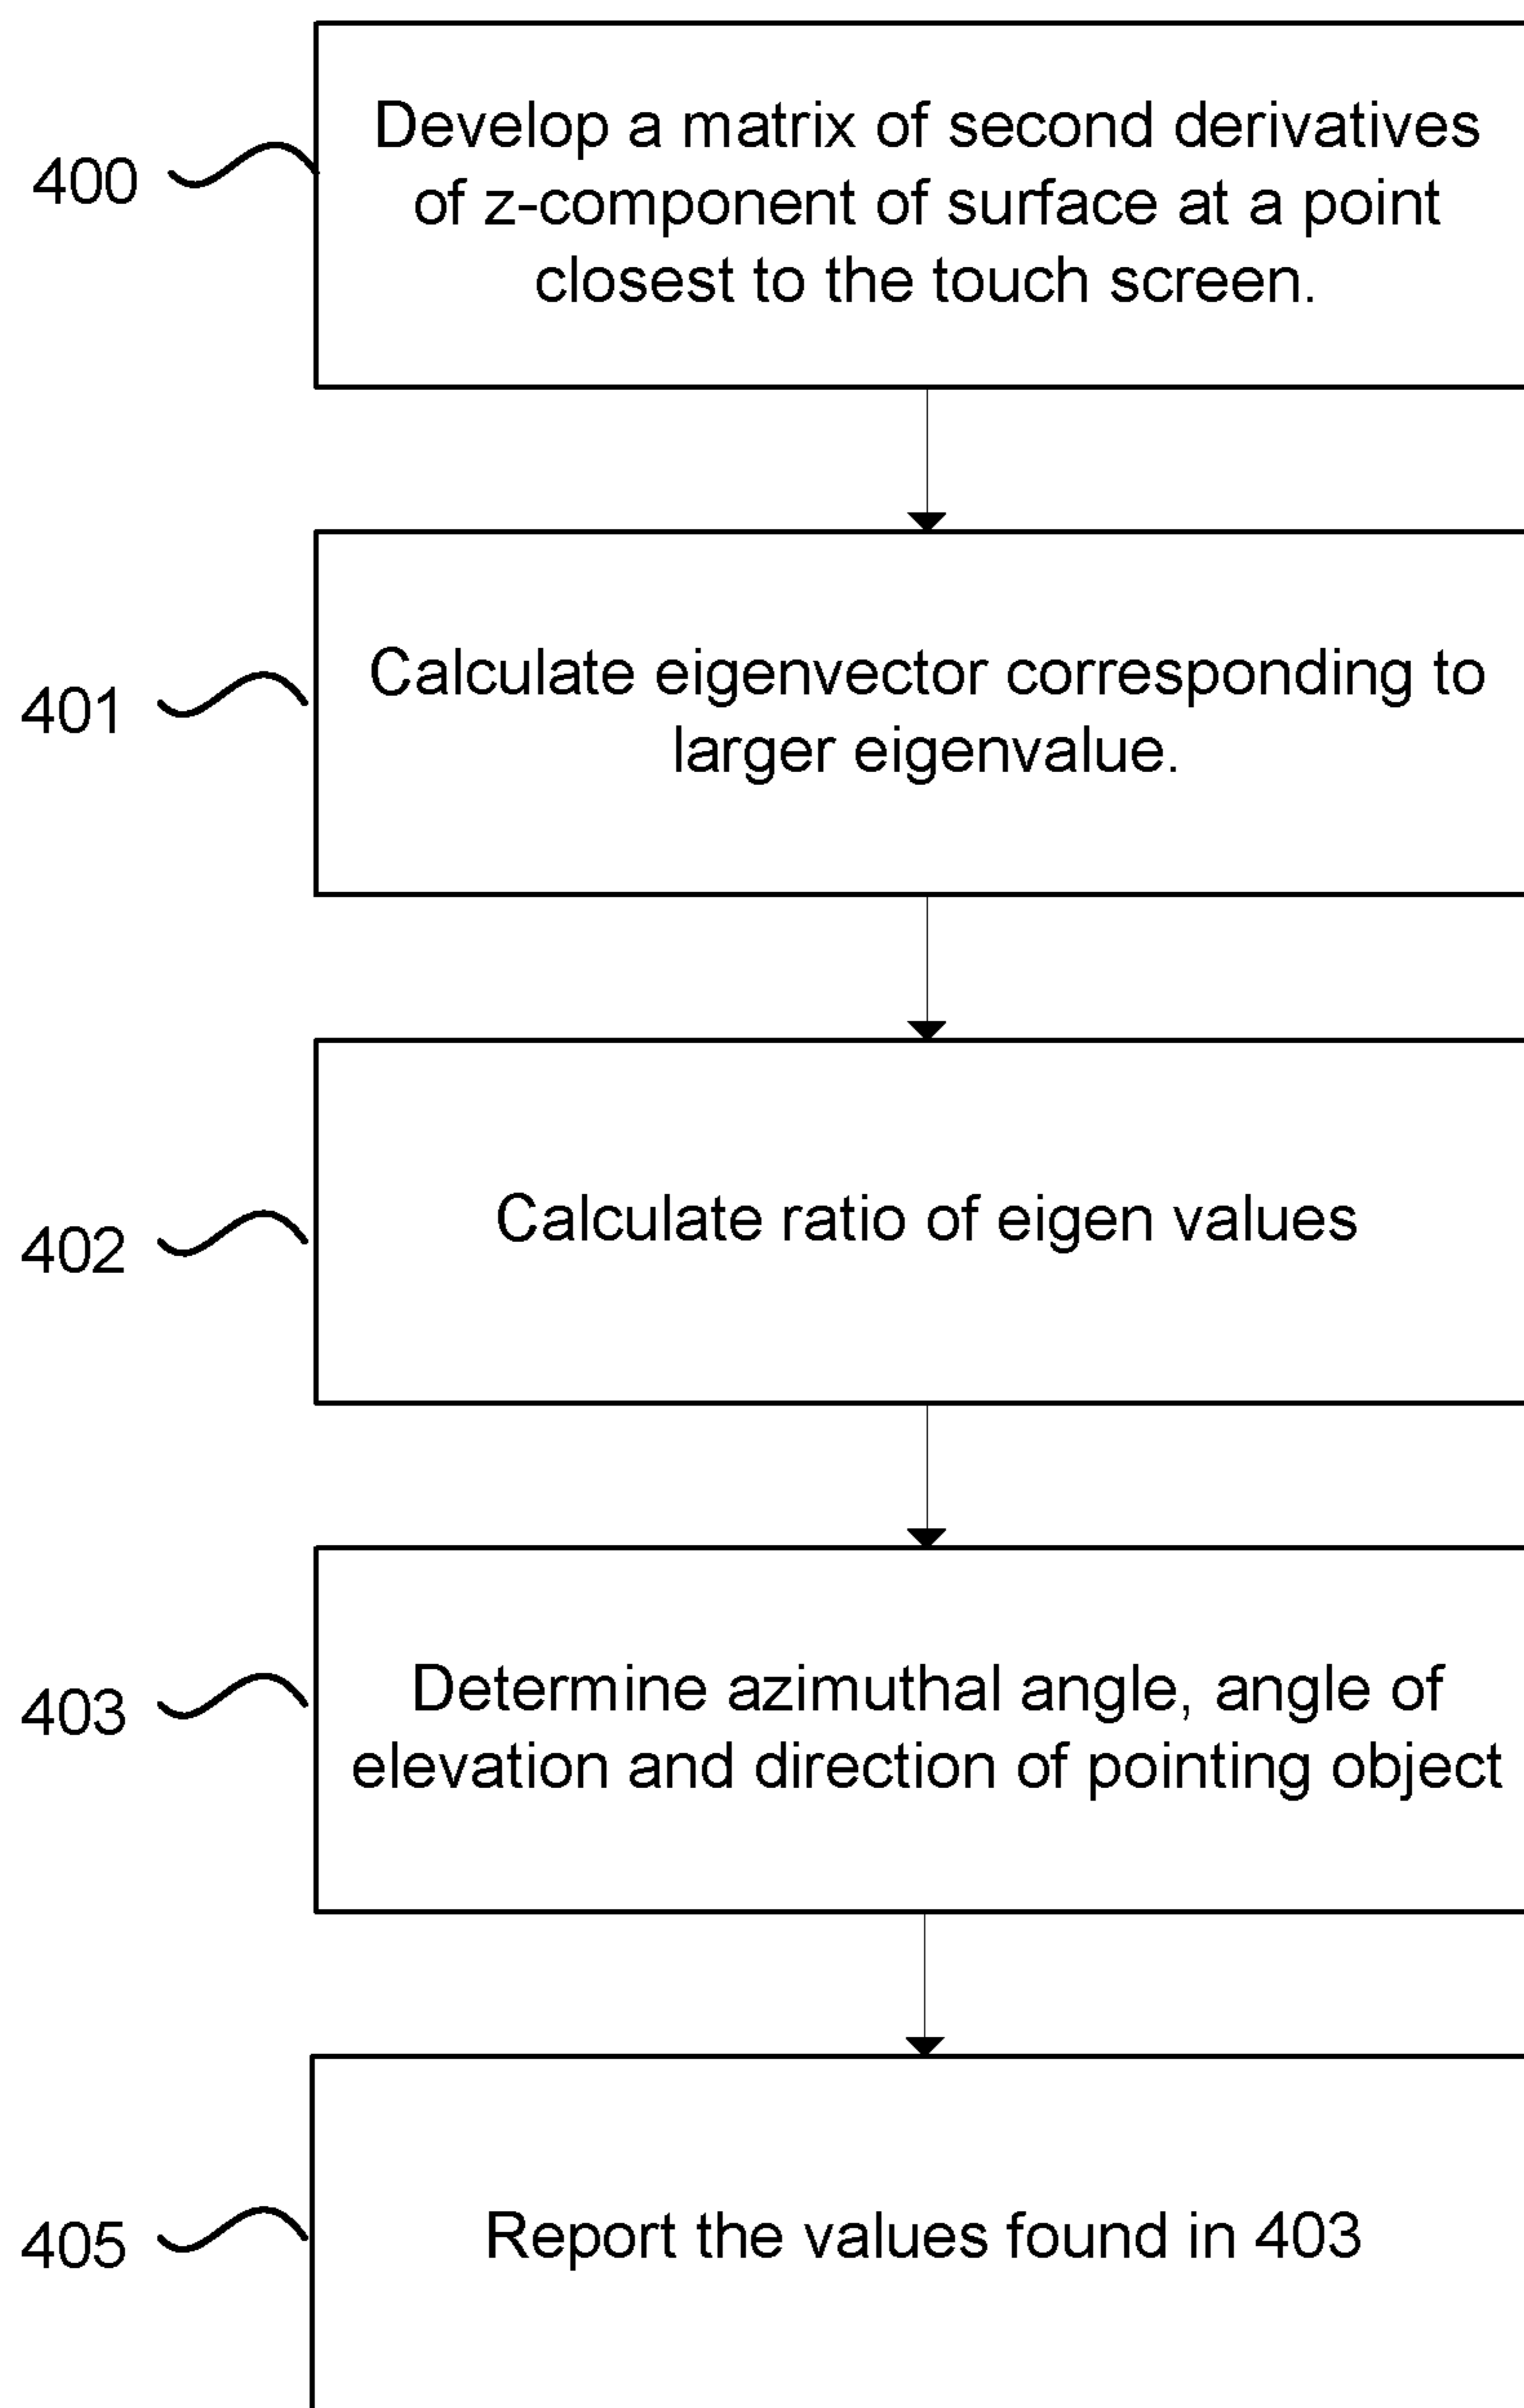 400
Develop a matrix of second derivatives
of z-component of surface at a point
closest to the touch screen.
401
Calculate eigenvector corresponding to
larger eigenvalue.
402
Calculate ratio of eigen values
403
Determine azimuthal angle, angle of
elevation and direction of pointing object
405
Report the values found in 403